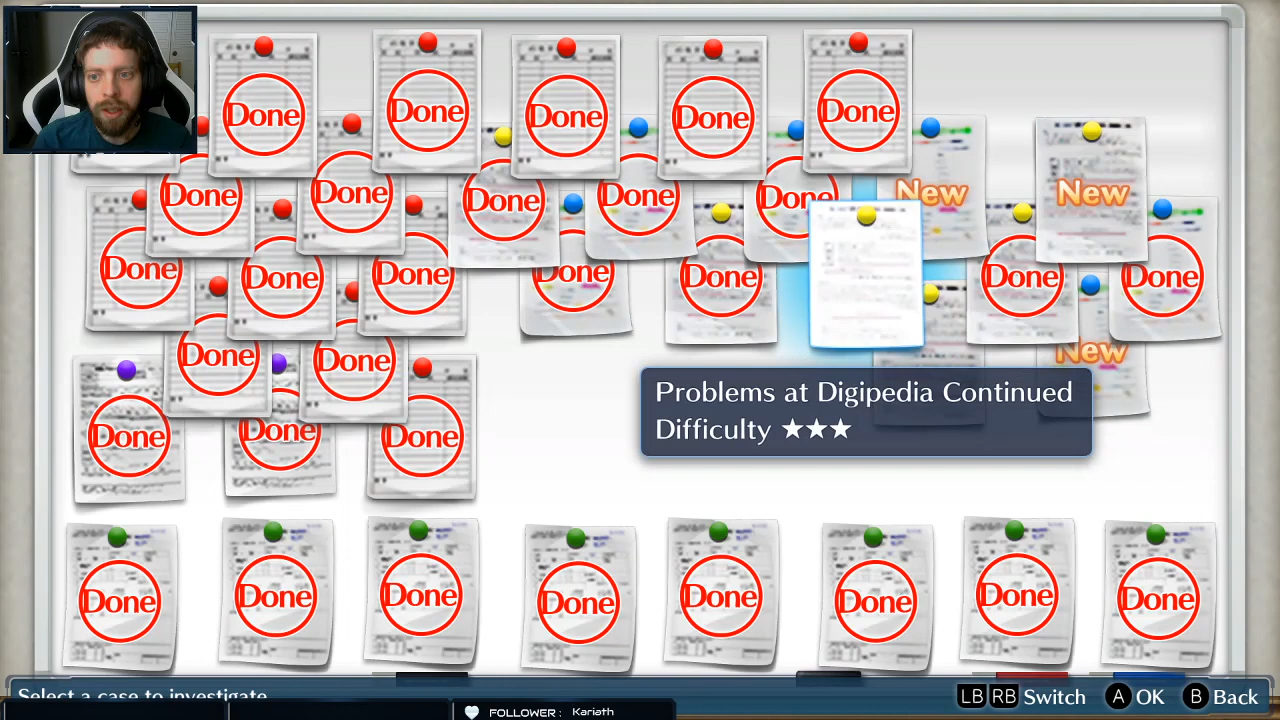 Done
Done
Done
Done
Done
Done
Done
Done
Done
Done
New
New
Done
Done
Done
Done
Done
Done
Done
Done
Done
New
Done
Done
Done
Problems at Digipedia Continued
Difficulty ★★★
Done
Done
Done
Done
Done
Done
Done
Done
Select a case to investigate
LB RB Switch A OK B Back
FOLLOWER: Kariath